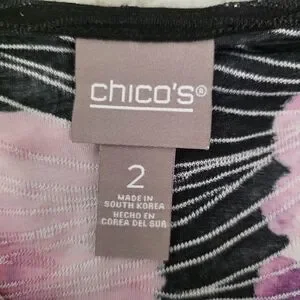 chico's®
2
MADE IN
SOUTH KOREA
HECHO EN
COREA DEL SUR